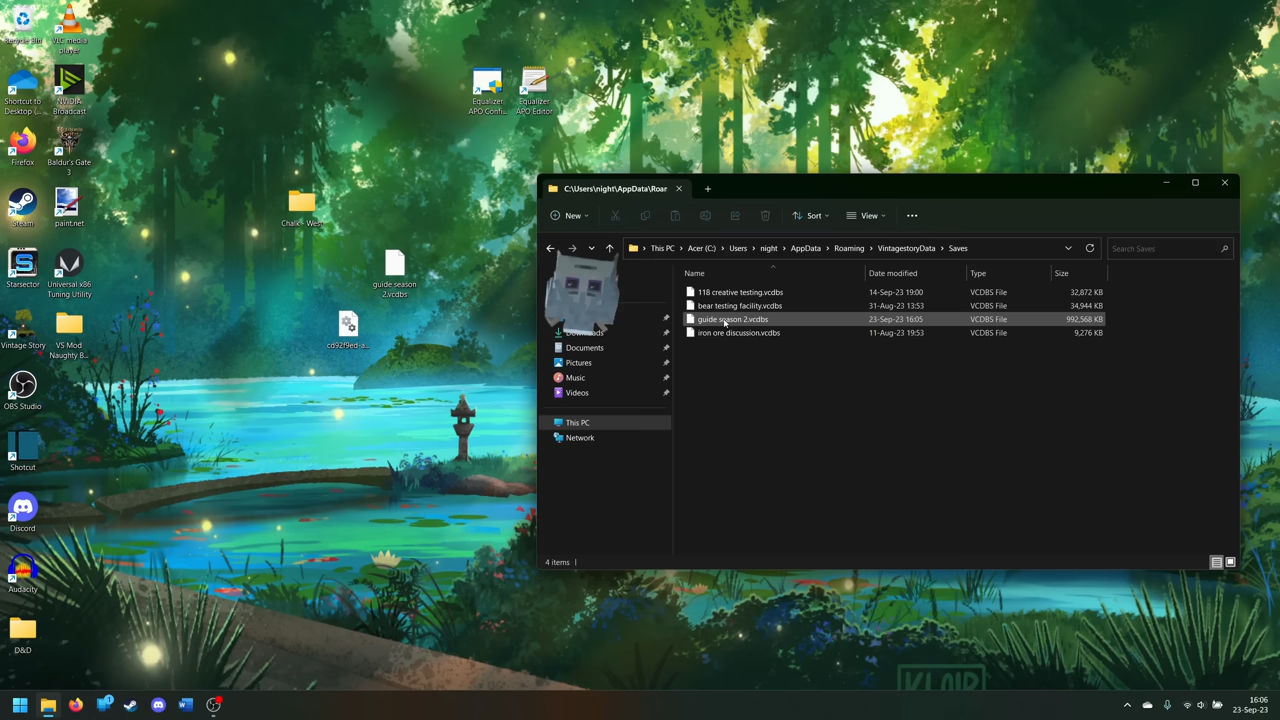 Recycle Bin
VLC media
player
Shortcut to
Desktop (...
NVIDIA
Broadcast
Firefox
Baldur's Gate
3
Steam
paint.net
Starsector
Universal x86
Tuning Utility
Vintage Story
VS Mod
Naughty B...
OBS Studio
Shotcut
Discord
Audacity
D&D
Equalizer
APO Confi...
Equalizer
APO Editor
Chalk - West
guide season
2.vcdbs
cd92f9ed-a...
C:\Users\night\AppData\Roar
New
Sort
View
This PC > Acer (C:) > Users > night > AppData > Roaming > VintagestoryData > Saves
Search Saves
Name Date modified Type Size
118 creative testing.vcdbs 14-Sep-23 19:00 VCDBS File 32,872 KB
bear testing facility.vcdbs 31-Aug-23 13:53 VCDBS File 34,944 KB
guide season 2.vcdbs 23-Sep-23 16:05 VCDBS File 992,568 KB
iron ore discussion.vcdbs 11-Aug-23 19:53 VCDBS File 9,276 KB
Downloads
Documents
Pictures
Music
Videos
This PC
Network
4 items
16:06
23-Sep-23